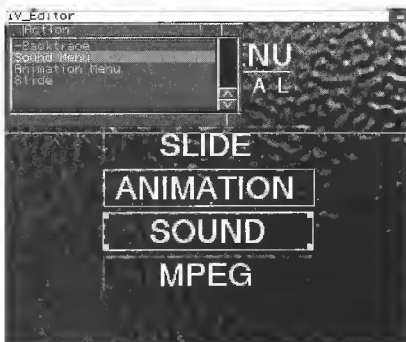 IV_Editor
Action
-Backtrace
Sound Menu
Animation Menu
Slide
NU
A L
SLIDE
ANIMATION
SOUND
MPEG